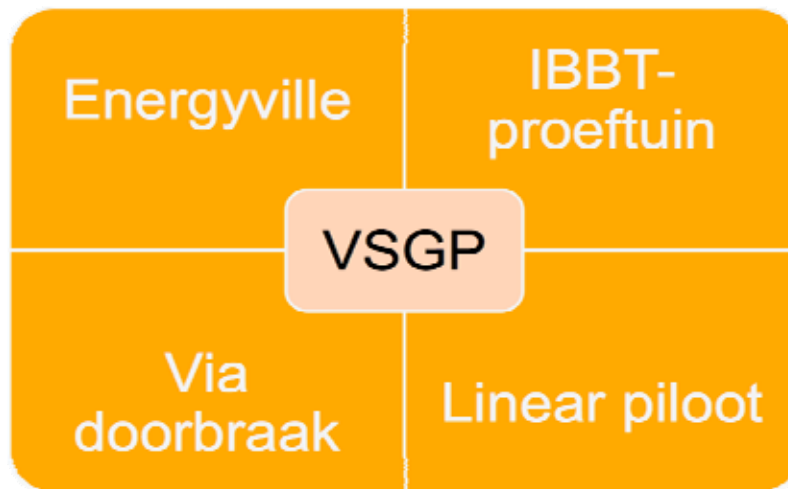 Energyville
IBBT-
proeftuin
VSGP
Via
doorbraak
Linear piloot